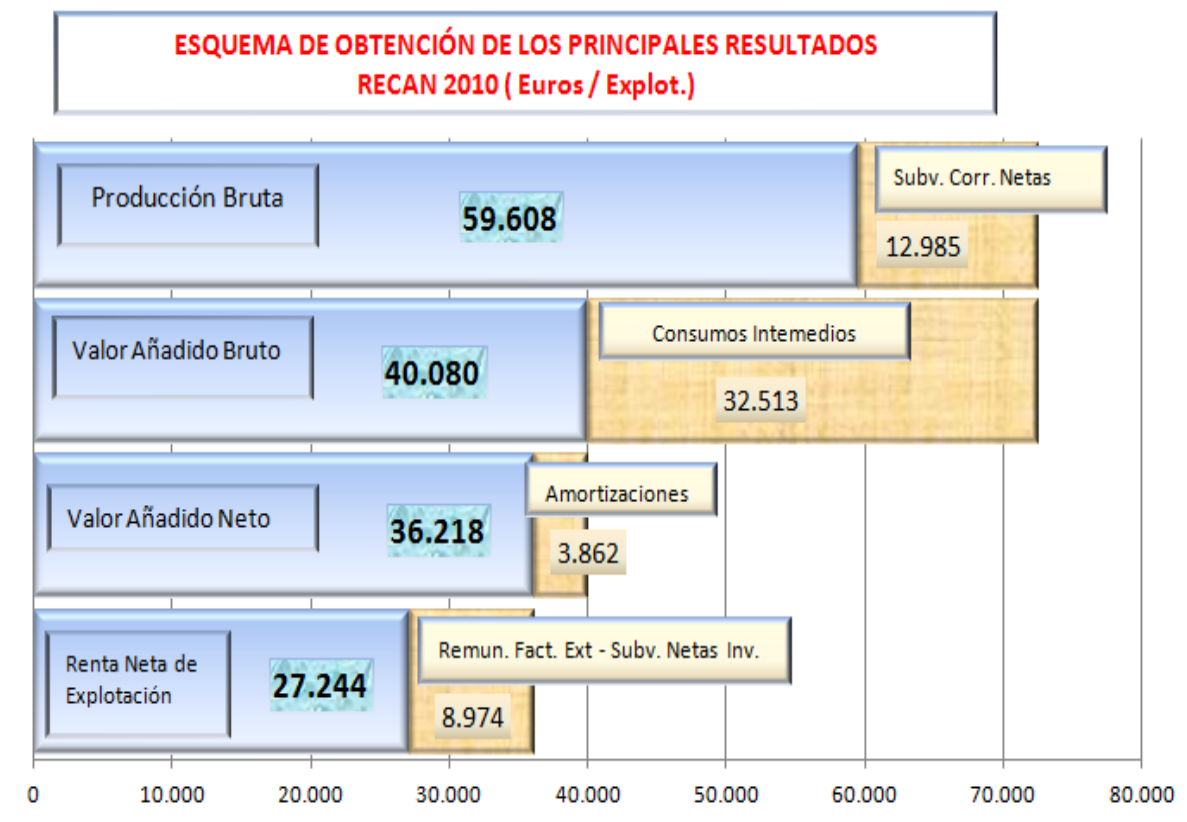 ESQUEMA DE OBTENCIÓN DE LOS PRINCIPALES RESULTADOS
RECAN 2010 ( Euros / Explot.)
Producción Bruta
59.608
Subv. Corr. Netas
12.985
Valor Añadido Bruto
40.080
Consumos Intemedios
32.513
Valor Añadido Neto
36.218
Amortizaciones
3.862
Renta Neta de
Explotación
27.244
Remun. Fact. Ext - Subv. Netas Inv.
8.974
0 10.000 20.000 30.000 40.000 50.000 60.000 70.000 80.000